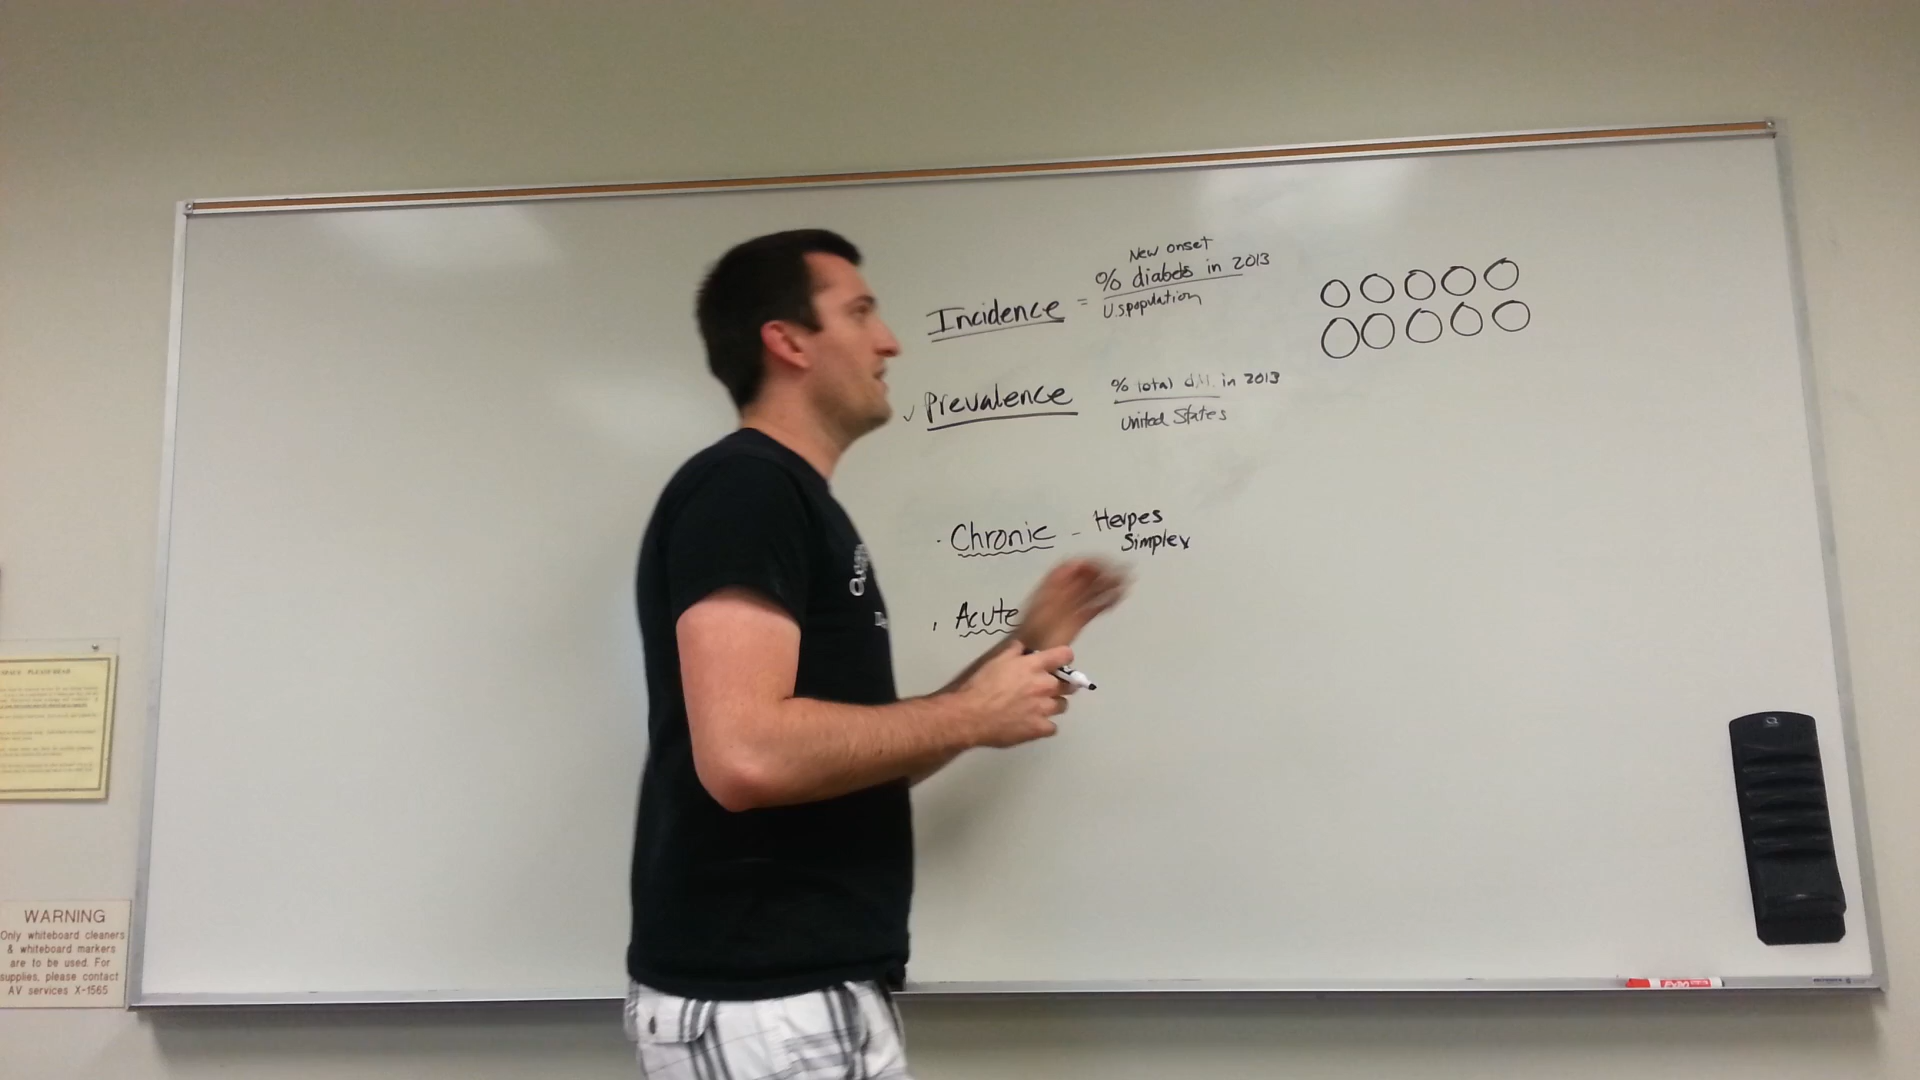 New onset
% diabets in 2013
Incidence =
U.S population
✓ Prevalence
% total d.M. in 2013
United States
· Chronic - Herpes
Simplex
· Acute
WARNING
Only whiteboard cleaners
& whiteboard markers
are to be used. For
supplies, please contact
AV services X-1565